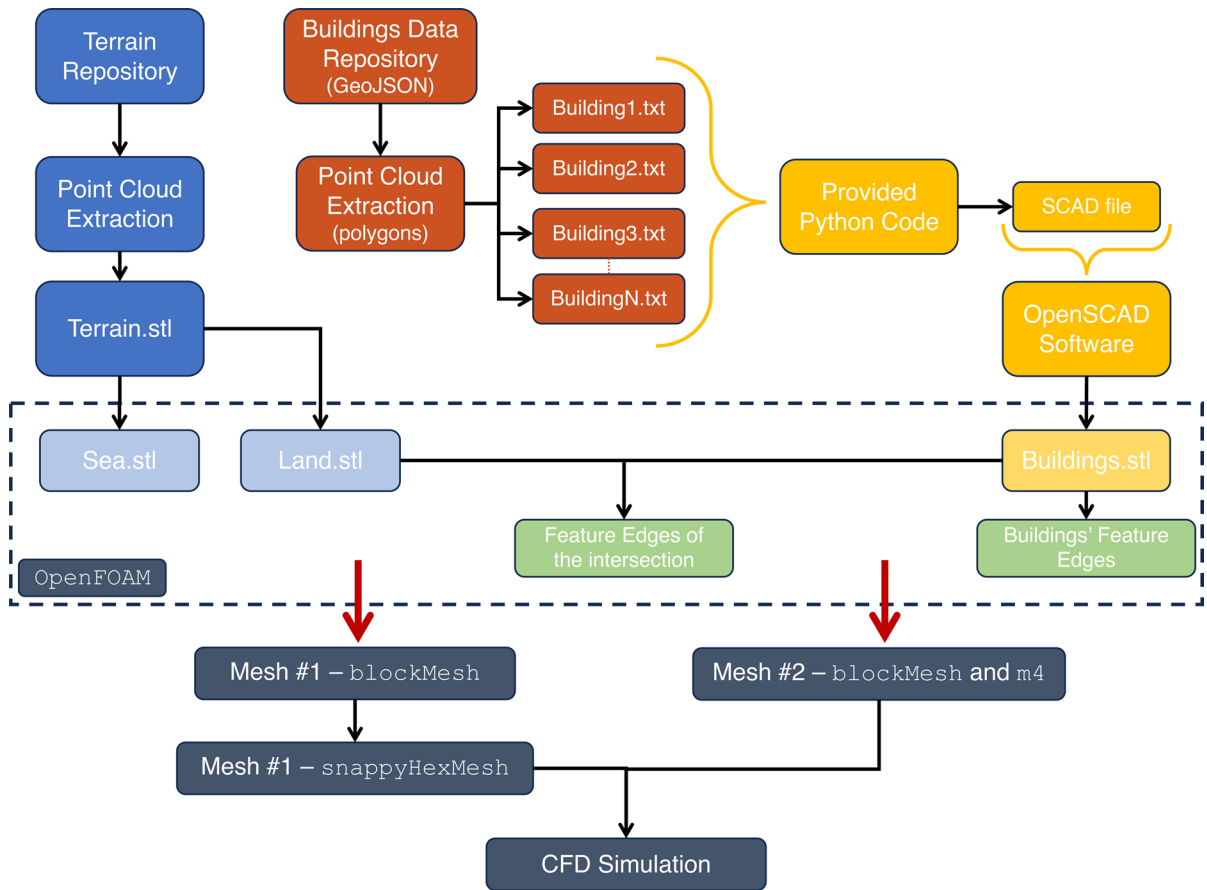 Terrain
Repository
Buildings Data
Repository
(GeoJSON)
Point Cloud
Extraction
Point Cloud
Extraction
(polygons)
Building1.txt
Building2.txt
Building3.txt
BuildingN.txt
Provided
Python Code
SCAD file
OpenSCAD
Software
Terrain.stl
Sea.stl
Land.stl
Buildings.stl
Feature Edges of
the intersection
Buildings' Feature
Edges
OpenFOAM
Mesh #1 – blockMesh
Mesh #2 – blockMesh and m4
Mesh #1 – snappyHexMesh
CFD Simulation